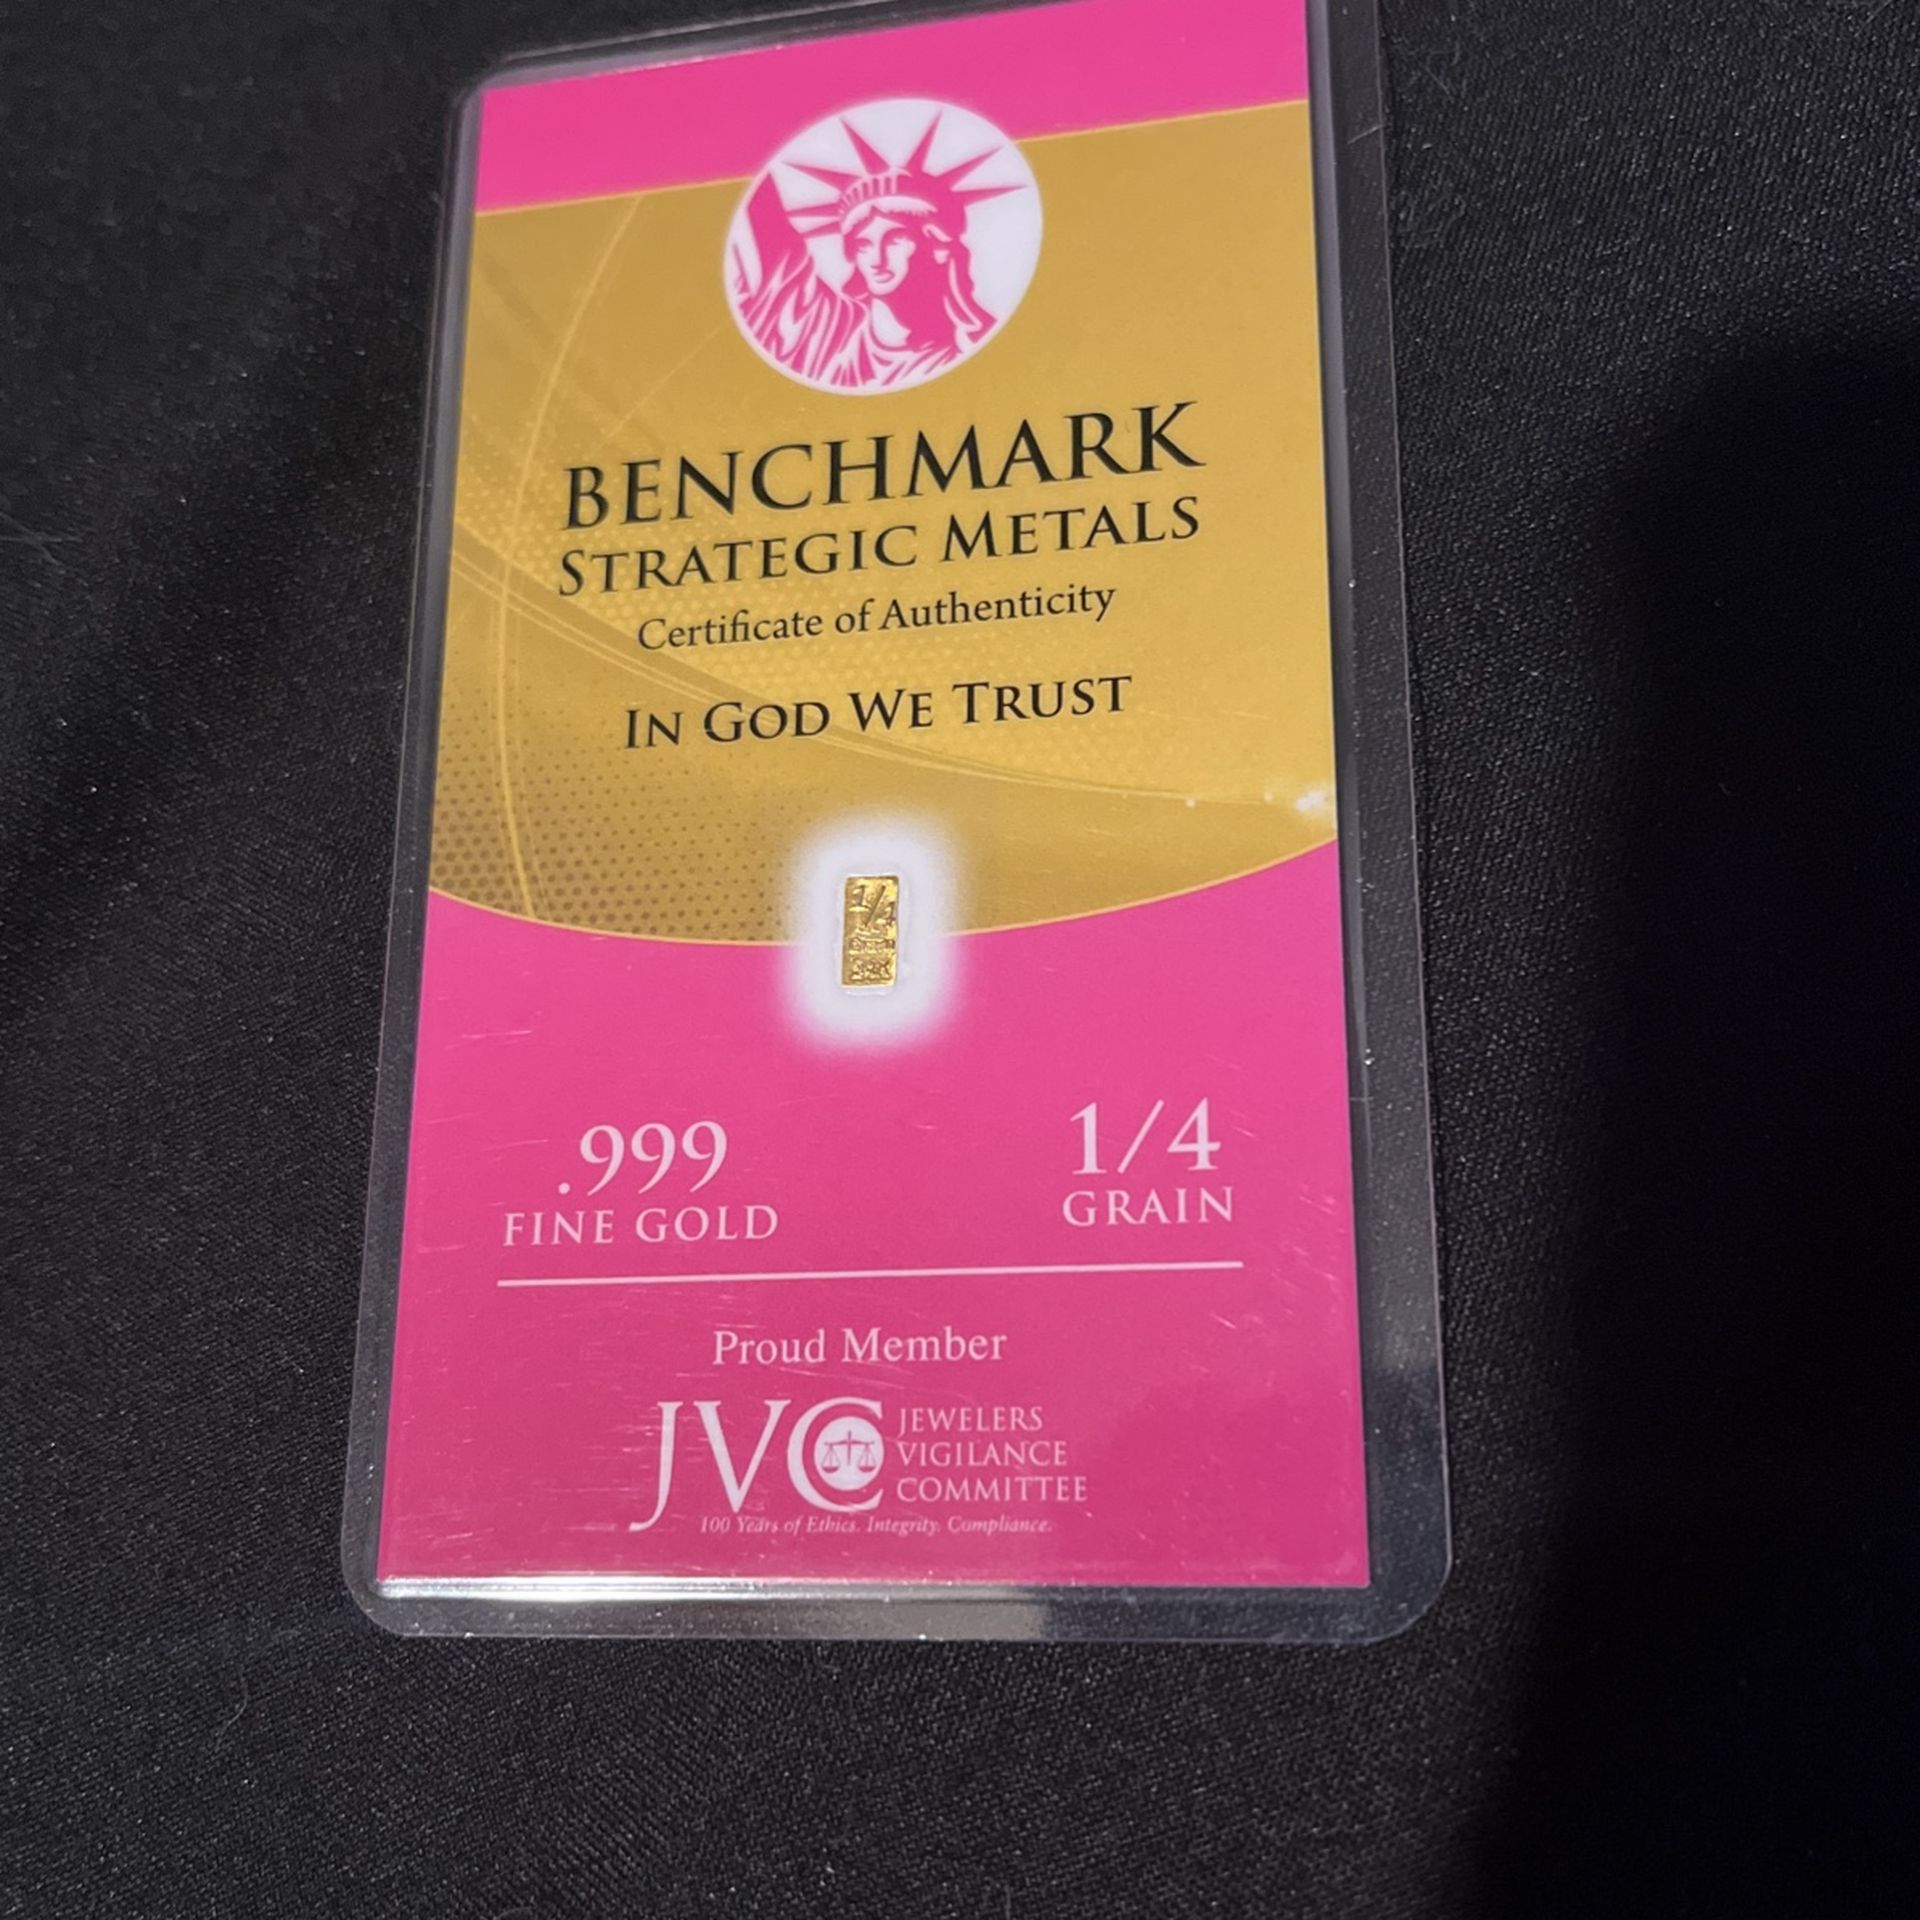 BENCHMARK
STRATEGIC METALS
Certificate of Authenticity
IN GOD WE TRUST
1/4
.999
FINE GOLD
1/4
GRAIN
Proud Member
JVC JEWELERS
VIGILANCE
COMMITTEE
100 Years of Ethics. Integrity. Compliance.